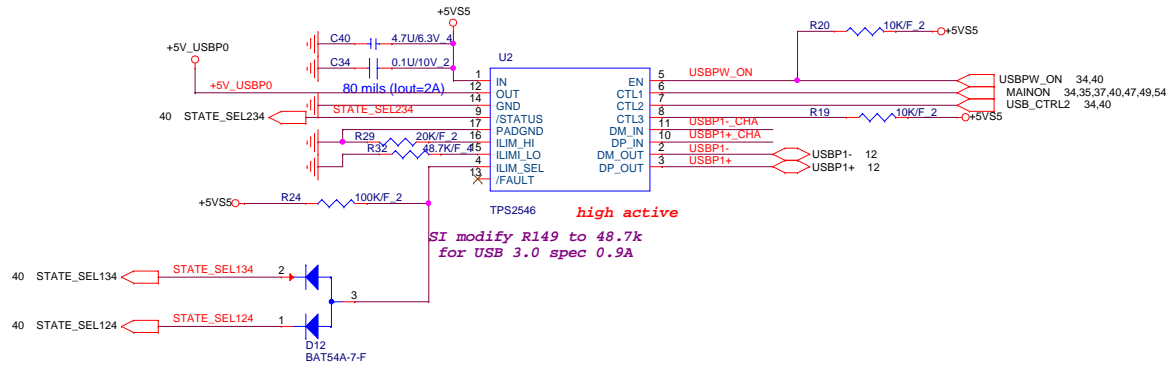 +5VS5
R20 10K/F_2 +5VS5
C40 4.7U/6.3V_4
+5V_USBP0
C34 0.1U/10V_2
U2
+5V_USBP0 80 mils (Iout=2A)
1 IN EN 5 USBPW_ON USBPW_ON 34,40
12 OUT CTL1 6 MAINON 34,35,37,40,47,49,54
14 GND CTL2 7 USB_CTRL2 34,40
40 STATE_SEL234 STATE_SEL234 9 /STATUS CTL3 8 R19 10K/F_2 +5VS5
17 PADGND DM_IN 11 USBP1-_CHA
R29 20K/F_2 16 ILIM_HI DP_IN 10 USBP1+_CHA
R32 48.7K/F_4 15 ILIMI_LO DM_OUT 2 USBP1- USBP1- 12
4 ILIM_SEL DP_OUT 3 USBP1+ USBP1+ 12
13 /FAULT
+5VS5 R24 100K/F_2
TPS2546 high active
SI modify R149 to 48.7k
for USB 3.0 spec 0.9A
40 STATE_SEL134 STATE_SEL134 2
3
40 STATE_SEL124 STATE_SEL124 1
D12
BAT54A-7-F